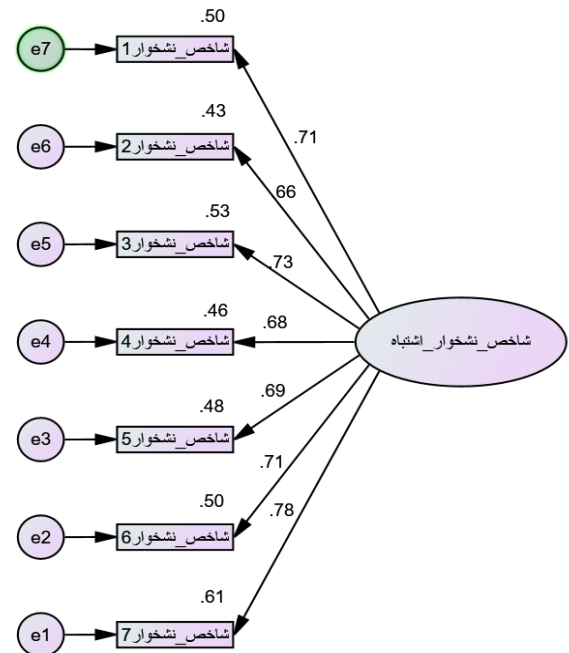 .50
e7
شاخص_نشخوار1
.71
.43
e6
شاخص_نشخوار2
.66
.53
e5
شاخص_نشخوار3
.73
.46
e4
شاخص_نشخوار4
.68
شاخص_نشخوار_اشتباه
.48
e3
شاخص_نشخوار5
.69
.50
e2
شاخص_نشخوار6
.71
.61
e1
شاخص_نشخوار7
.78